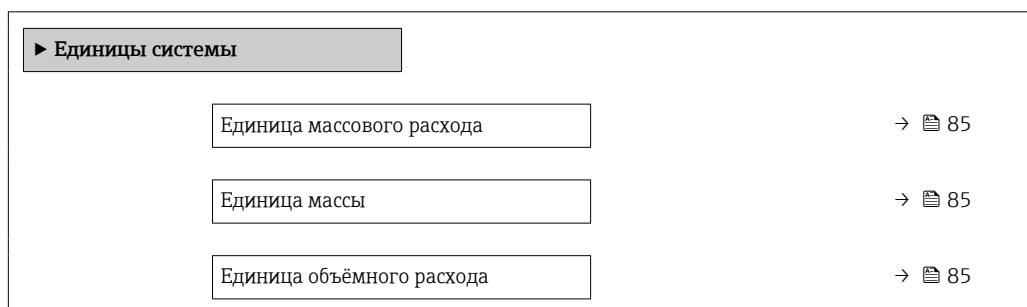 ► Единицы системы
Единица массового расхода → 85
Единица массы → 85
Единица объёмного расхода → 85